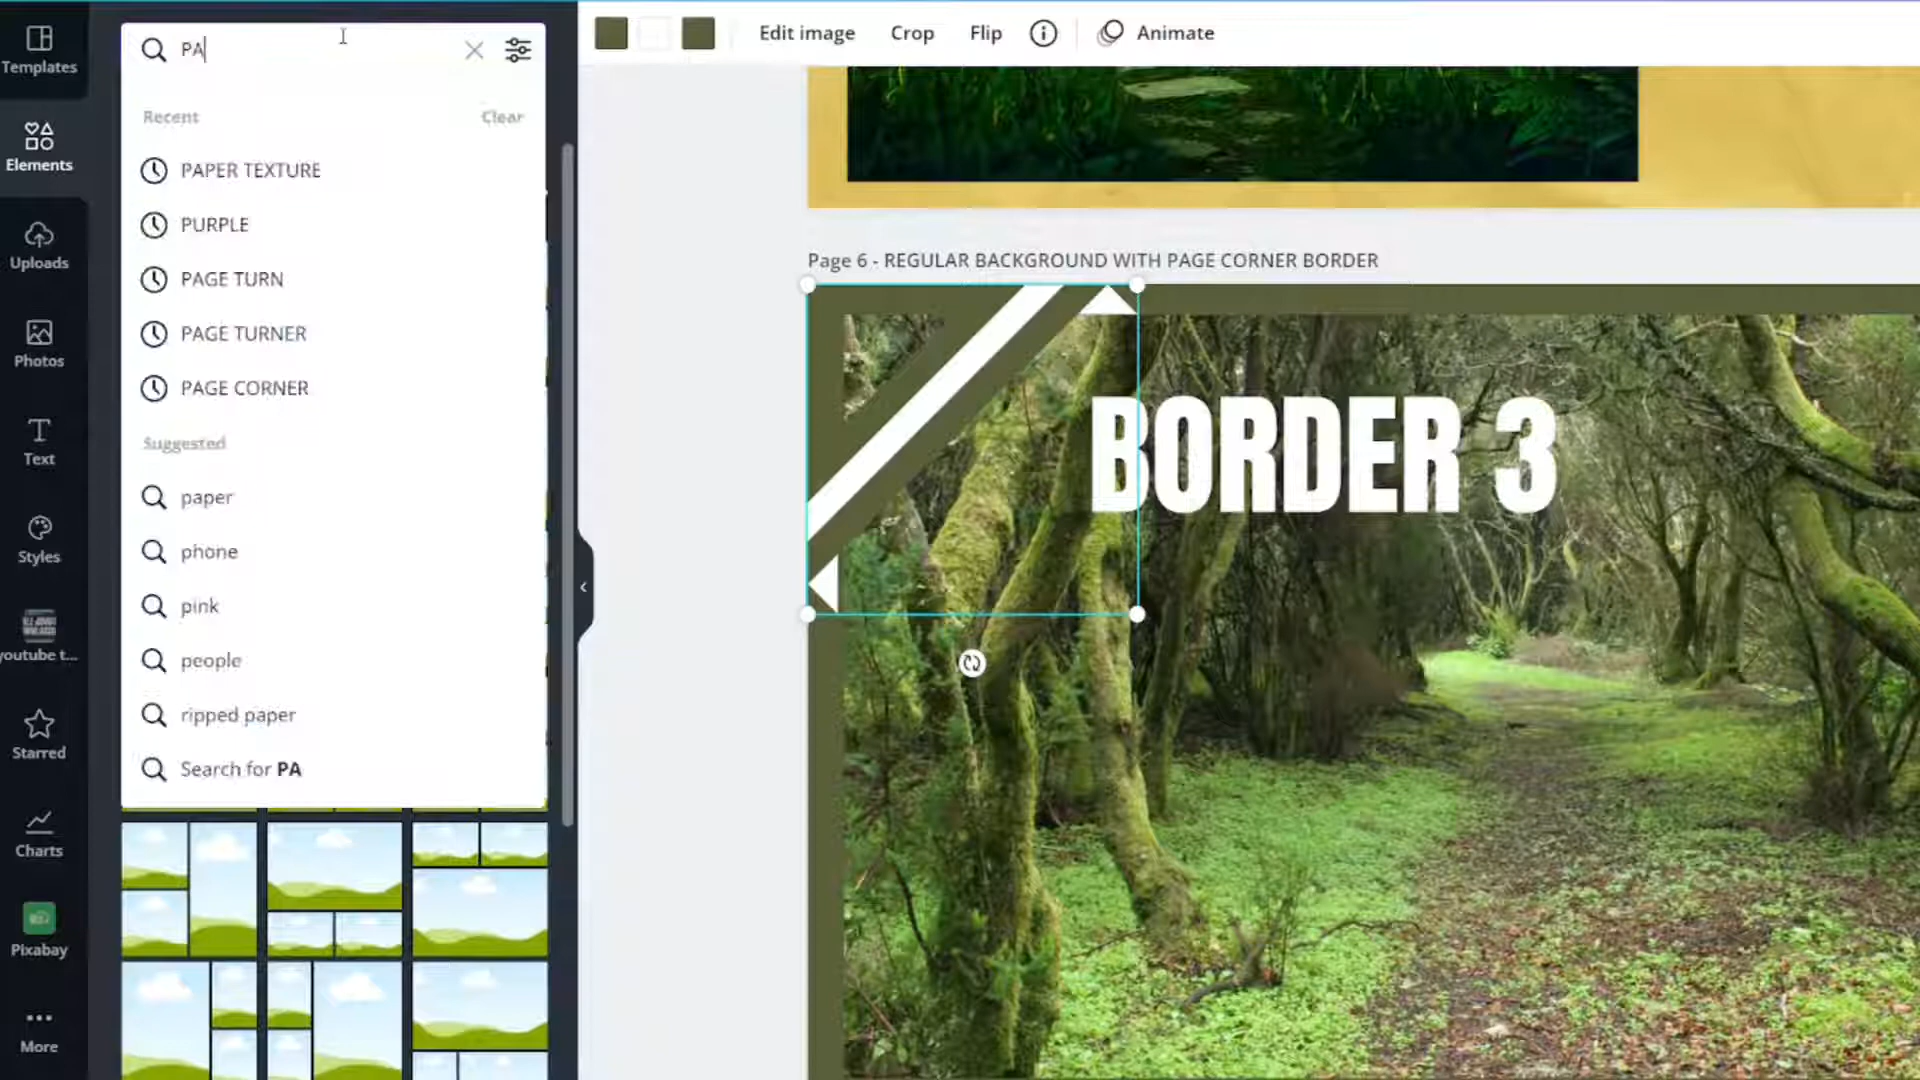 Templates
Elements
Uploads
Photos
Text
Styles
youtube t...
Starred
Charts
Pixabay
More
PA
Recent
Clear
PAPER TEXTURE
PURPLE
PAGE TURN
PAGE TURNER
PAGE CORNER
Suggested
paper
phone
pink
people
ripped paper
Search for PA
Edit image
Crop
Flip
Animate
Page 6 - REGULAR BACKGROUND WITH PAGE CORNER BORDER
BORDER 3